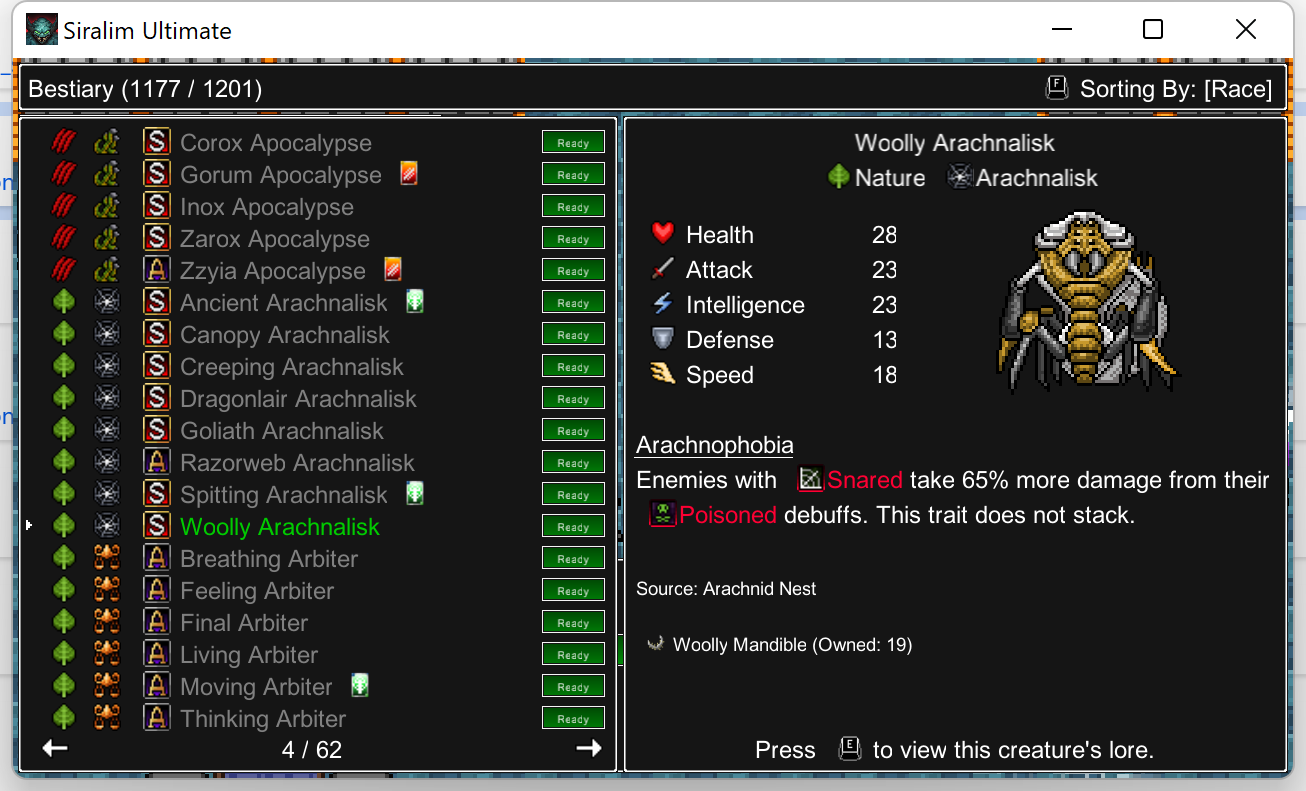 Siralim Ultimate
Bestiary (1177 / 1201)
F Sorting By: [Race]
S Corox Apocalypse Ready
S Gorum Apocalypse Ready
S Inox Apocalypse Ready
S Zarox Apocalypse Ready
A Zzyia Apocalypse Ready
S Ancient Arachnalisk Ready
S Canopy Arachnalisk Ready
S Creeping Arachnalisk Ready
S Dragonlair Arachnalisk Ready
S Goliath Arachnalisk Ready
A Razorweb Arachnalisk Ready
S Spitting Arachnalisk Ready
S Woolly Arachnalisk Ready
A Breathing Arbiter Ready
A Feeling Arbiter Ready
A Final Arbiter Ready
A Living Arbiter Ready
A Moving Arbiter Ready
A Thinking Arbiter Ready
4 / 62
Woolly Arachnalisk
Nature Arachnalisk
Health 28
Attack 23
Intelligence 23
Defense 13
Speed 18
Arachnophobia
Enemies with Snared take 65% more damage from their
Poisoned debuffs. This trait does not stack.
Source: Arachnid Nest
Woolly Mandible (Owned: 19)
Press E to view this creature's lore.